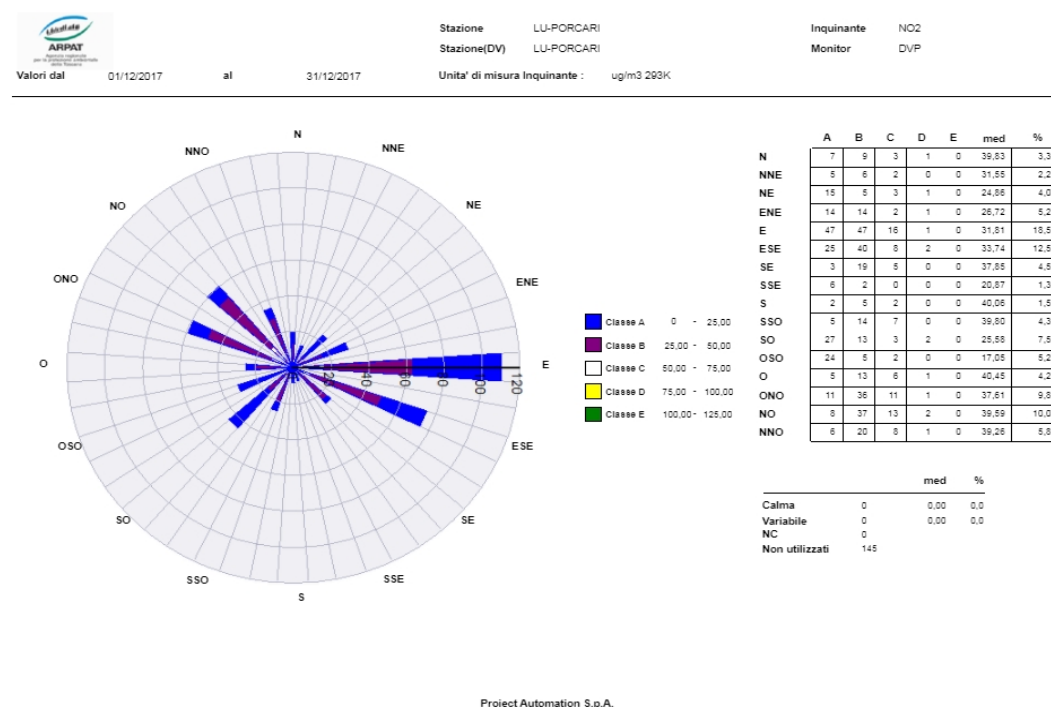 ARPAT
Agenzia regionale
per la protezione ambientale
della Toscana
Stazione LU-PORCARI Inquinante NO2
Stazione(DV) LU-PORCARI Monitor DVP
Valori dal 01/12/2017 al 31/12/2017 Unita' di misura Inquinante : ug/m3 293K
N
NNE
NE
ENE
E
ESE
SE
SSE
S
SSO
SO
OSO
O
ONO
NO
NNO
20 40 60 80 100 120
Classe A 0 - 25,00
Classe B 25,00 - 50,00
Classe C 50,00 - 75,00
Classe D 75,00 - 100,00
Classe E 100,00 - 125,00
A B C D E med %
N 7 9 3 1 0 39,83 3,3
NNE 5 6 2 0 0 31,55 2,2
NE 15 5 3 1 0 24,86 4,0
ENE 14 14 2 1 0 26,72 5,2
E 47 47 16 1 0 31,81 18,5
ESE 25 40 8 2 0 33,74 12,5
SE 3 19 5 0 0 37,85 4,5
SSE 6 2 0 0 0 20,87 1,3
S 2 5 2 0 0 40,06 1,5
SSO 5 14 7 0 0 39,80 4,3
SO 27 13 3 2 0 25,58 7,5
OSO 24 5 2 0 0 17,05 5,2
O 5 13 6 1 0 40,45 4,2
ONO 11 36 11 1 0 37,61 9,8
NO 8 37 13 2 0 39,59 10,0
NNO 6 20 8 1 0 39,26 5,8
med %
Calma 0 0,00 0,0
Variabile 0 0,00 0,0
NC 0
Non utilizzati 145
Project Automation S.p.A.